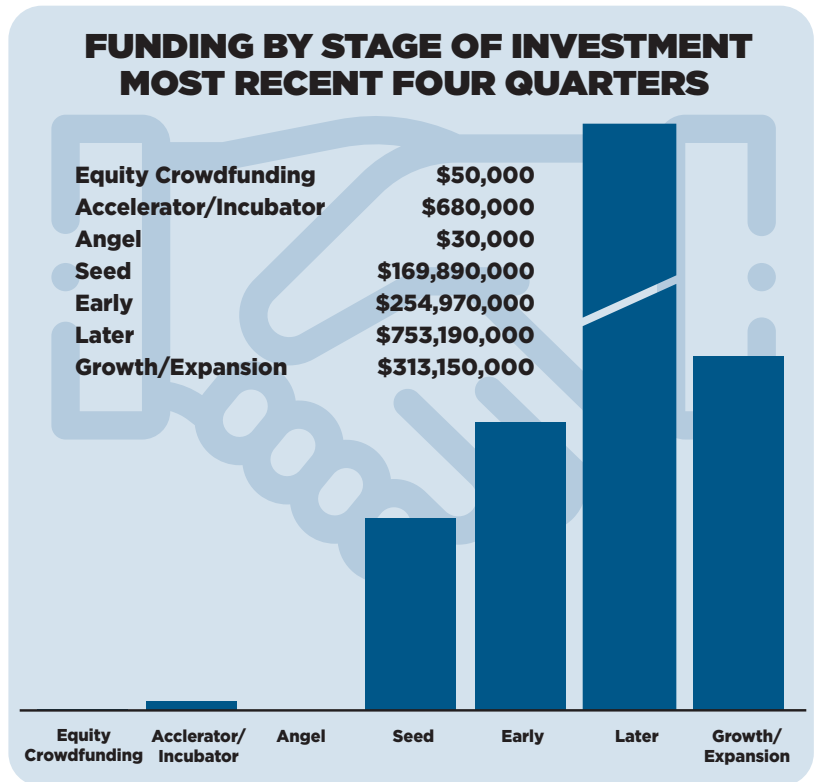 FUNDING BY STAGE OF INVESTMENT
MOST RECENT FOUR QUARTERS
Equity Crowdfunding $50,000
Accelerator/Incubator $680,000
Angel $30,000
Seed $169,890,000
Early $254,970,000
Later $753,190,000
Growth/Expansion $313,150,000
Equity
Crowdfunding
Acclerator/
Incubator
Angel
Seed
Early
Later
Growth/
Expansion